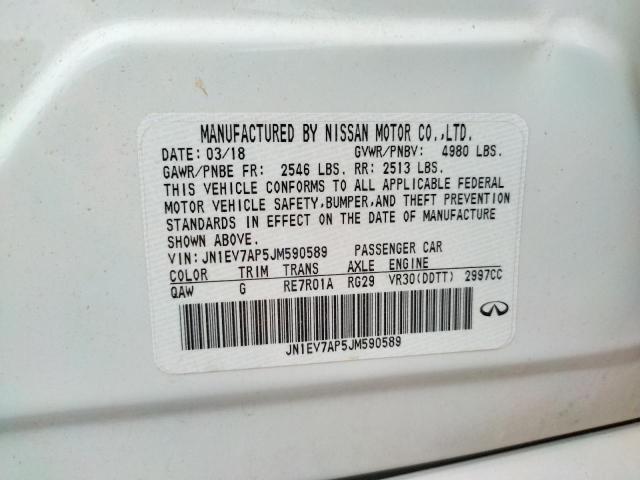 MANUFACTURED BY NISSAN MOTOR CO.,LTD.
DATE: 03/18 GVWR/PNBV: 4980 LBS.
GAWR/PNBE FR: 2546 LBS. RR: 2513 LBS.
THIS VEHICLE CONFORMS TO ALL APPLICABLE FEDERAL
MOTOR VEHICLE SAFETY,BUMPER,AND THEFT PREVENTION
STANDARDS IN EFFECT ON THE DATE OF MANUFACTURE
SHOWN ABOVE.
VIN: JN1EV7AP5JM590589 PASSENGER CAR
COLOR TRIM TRANS AXLE ENGINE
QAW G RE7R01A RG29 VR30(DDTT) 2997CC
JN1EV7AP5JM590589